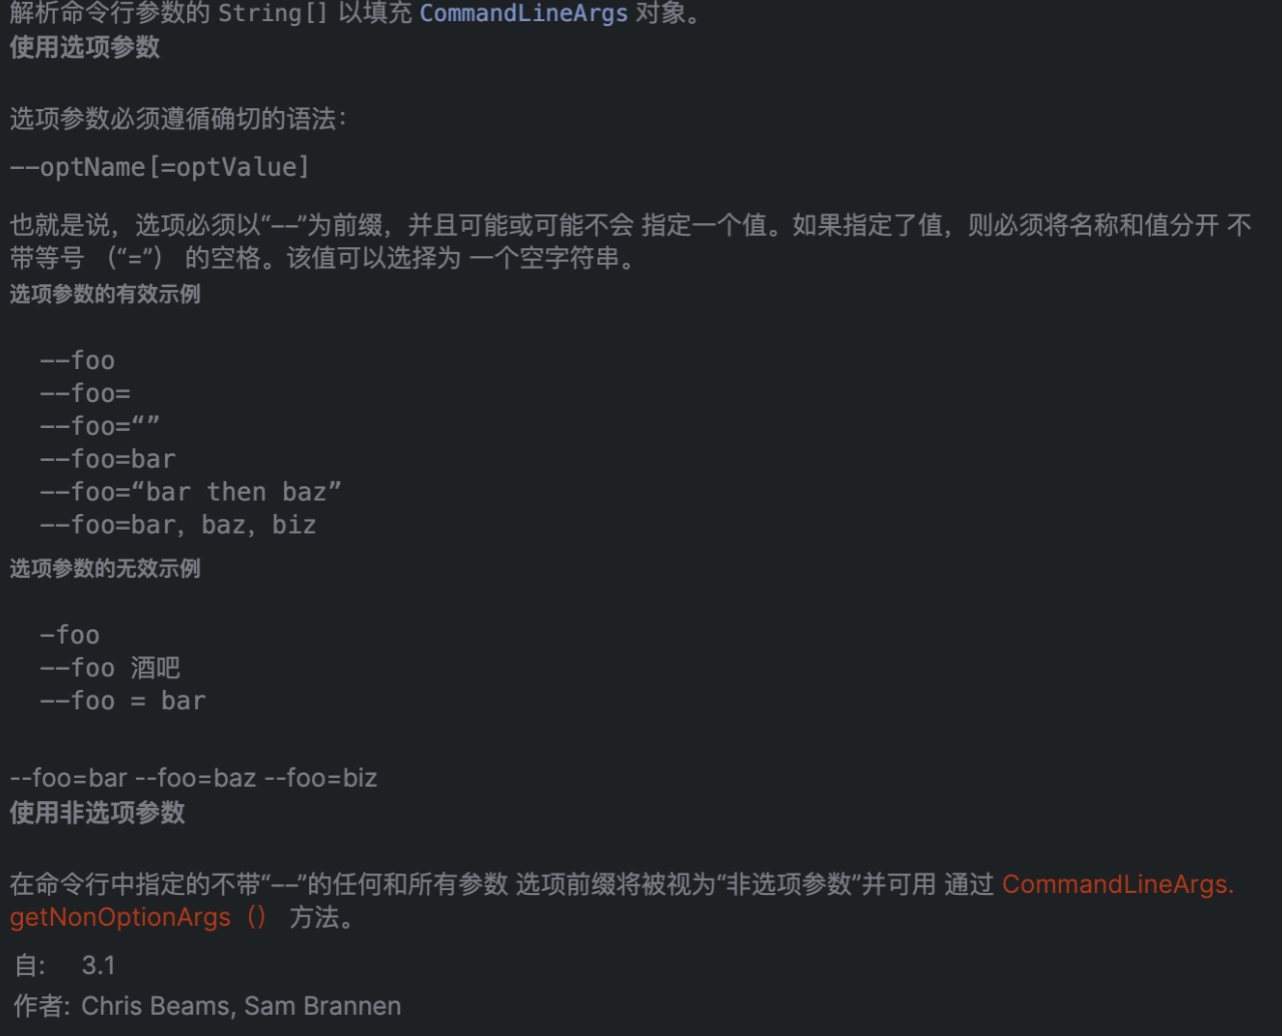 解析命令行参数的 String[] 以填充 CommandLineArgs 对象。
使用选项参数
选项参数必须遵循确切的语法：
--optName[=optValue]
也就是说，选项必须以“--”为前缀，并且可能或可能不会 指定一个值。如果指定了值，则必须将名称和值分开 不
带等号 （“=”） 的空格。该值可以选择为 一个空字符串。
选项参数的有效示例
--foo
--foo=
--foo=“”
--foo=bar
--foo=“bar then baz”
--foo=bar，baz，biz
选项参数的无效示例
-foo
--foo 酒吧
--foo = bar
--foo=bar --foo=baz --foo=biz
使用非选项参数
在命令行中指定的不带“--”的任何和所有参数 选项前缀将被视为“非选项参数”并可用 通过 CommandLineArgs.
getNonOptionArgs（） 方法。
自： 3.1
作者: Chris Beams, Sam Brannen